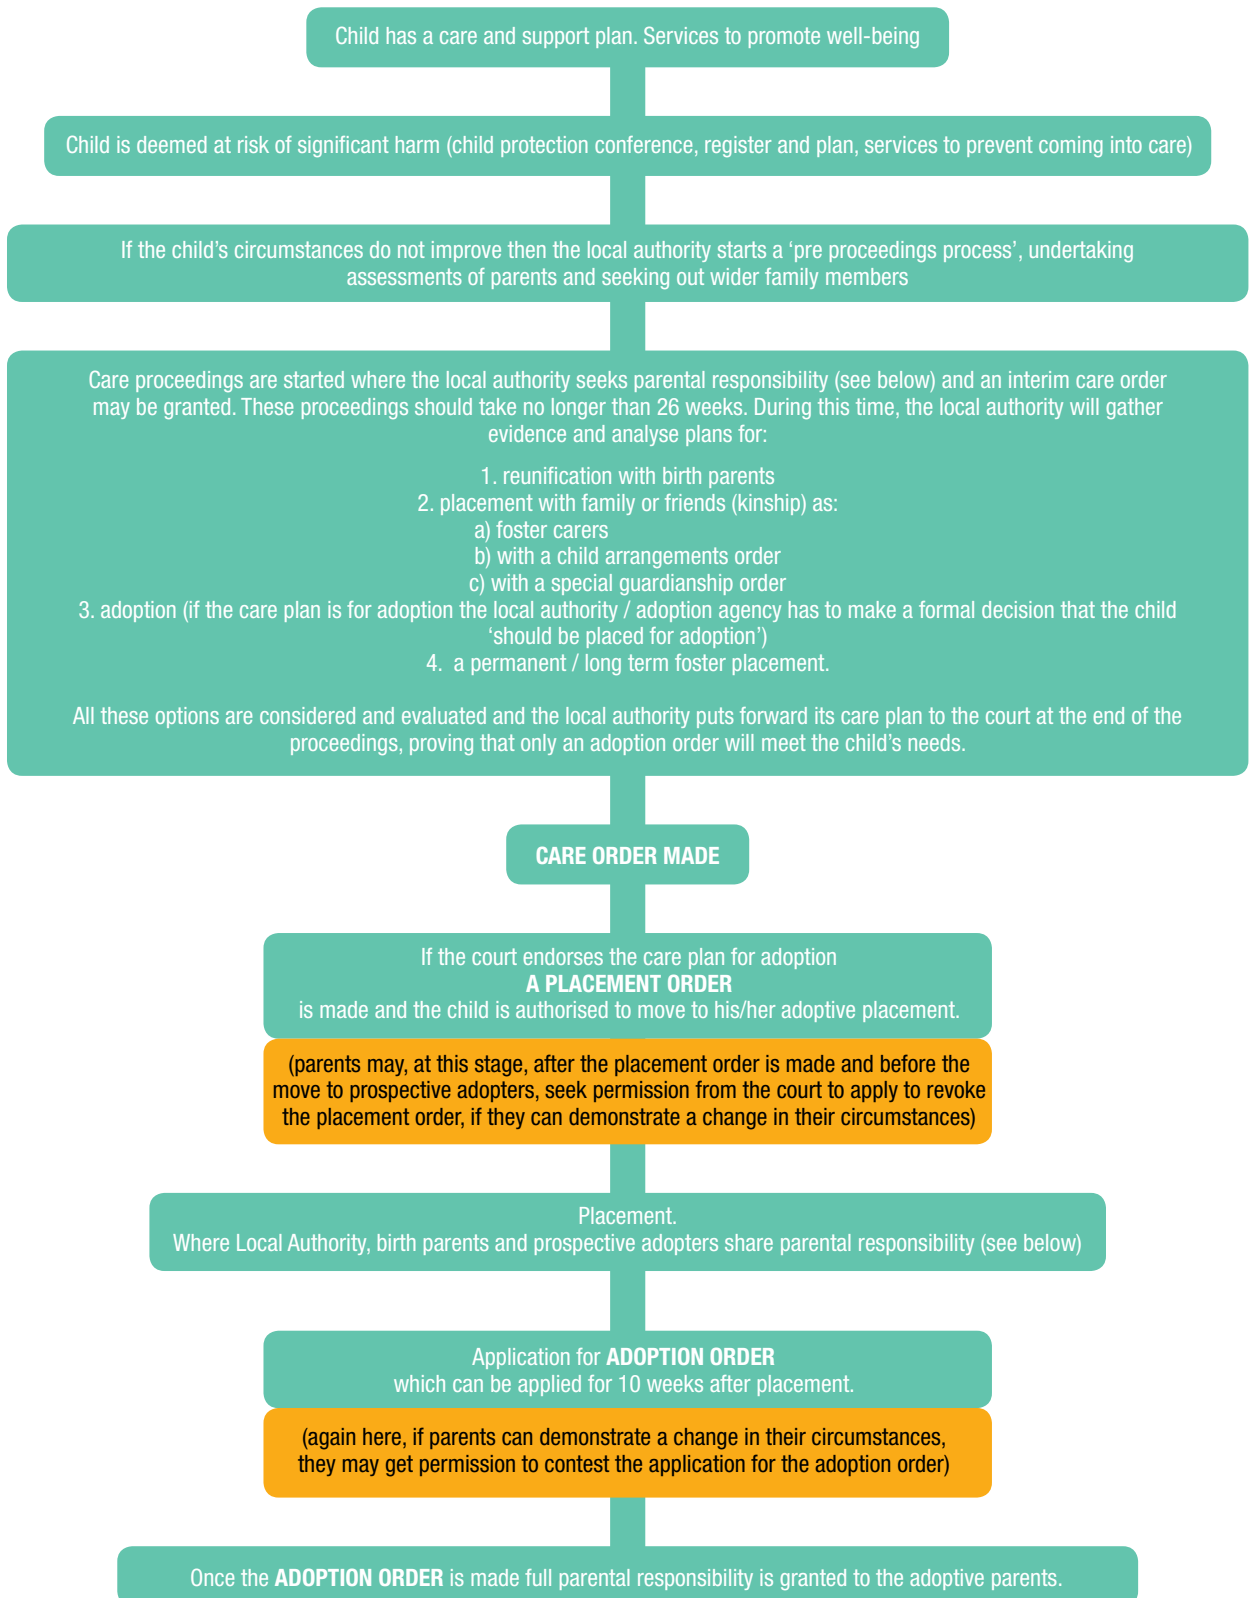 Child has a care and support plan. Services to promote well-being
Child is deemed at risk of significant harm (child protection conference, register and plan, services to prevent coming into care)
If the child’s circumstances do not improve then the local authority starts a ‘pre proceedings process’, undertaking
assessments of parents and seeking out wider family members
Care proceedings are started where the local authority seeks parental responsibility (see below) and an interim care order
may be granted. These proceedings should take no longer than 26 weeks. During this time, the local authority will gather
evidence and analyse plans for:
1. reunification with birth parents
2. placement with family or friends (kinship) as:
a) foster carers
b) with a child arrangements order
c) with a special guardianship order
3. adoption (if the care plan is for adoption the local authority / adoption agency has to make a formal decision that the child
‘should be placed for adoption’)
4. a permanent / long term foster placement.
All these options are considered and evaluated and the local authority puts forward its care plan to the court at the end of the
proceedings, proving that only an adoption order will meet the child’s needs.
CARE ORDER MADE
If the court endorses the care plan for adoption
A PLACEMENT ORDER
is made and the child is authorised to move to his/her adoptive placement.
(parents may, at this stage, after the placement order is made and before the
move to prospective adopters, seek permission from the court to apply to revoke
the placement order, if they can demonstrate a change in their circumstances)
Placement.
Where Local Authority, birth parents and prospective adopters share parental responsibility (see below)
Application for ADOPTION ORDER
which can be applied for 10 weeks after placement.
(again here, if parents can demonstrate a change in their circumstances,
they may get permission to contest the application for the adoption order)
Once the ADOPTION ORDER is made full parental responsibility is granted to the adoptive parents.